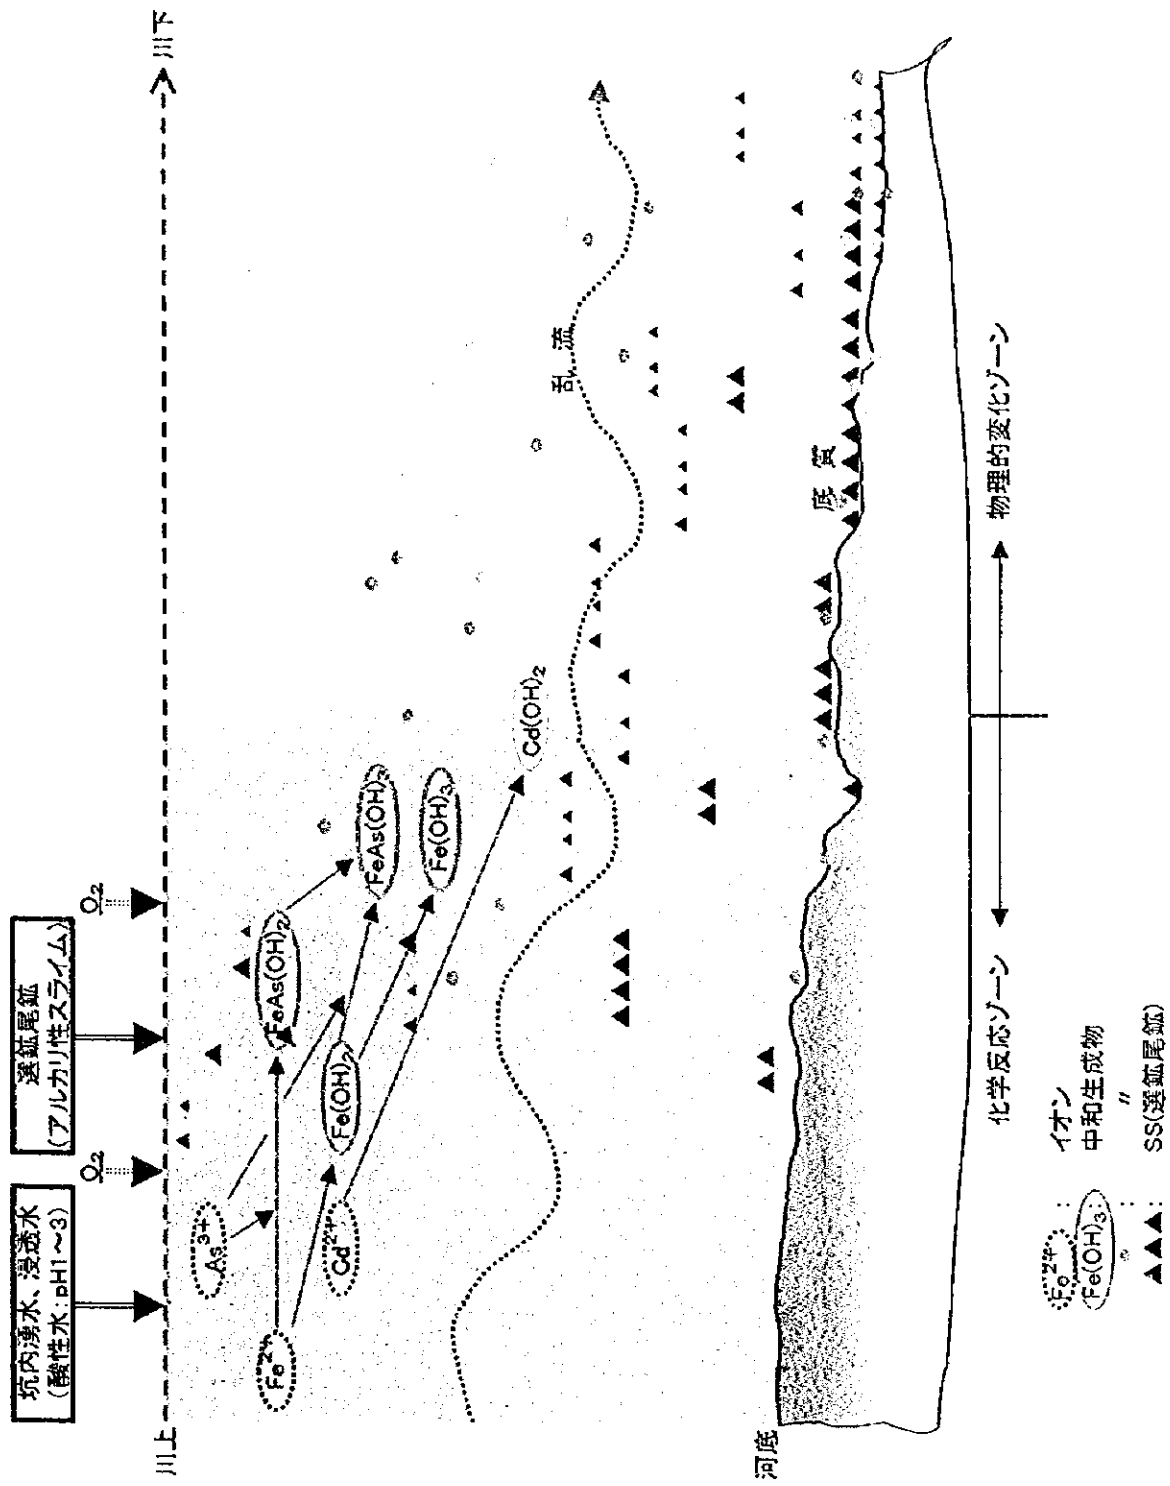 坑内湧水、浸透水
(酸性水：pH1～3)
選鉱尾鉱
(アルカリ性スライム)
O₂
O₂
川上
川下
As³⁺
Fe²⁺
Cd²⁺
FeAs(OH)₂
Fe(OH)₂
FeAs(OH)₃
Fe(OH)₃
Cd(OH)₂
乱流
底質
河底
化学反応ゾーン
物理的変化ゾーン
Fe²⁺：イオン
Fe(OH)₃：中和生成物
：〃
▲▲▲：SS(選鉱尾鉱)